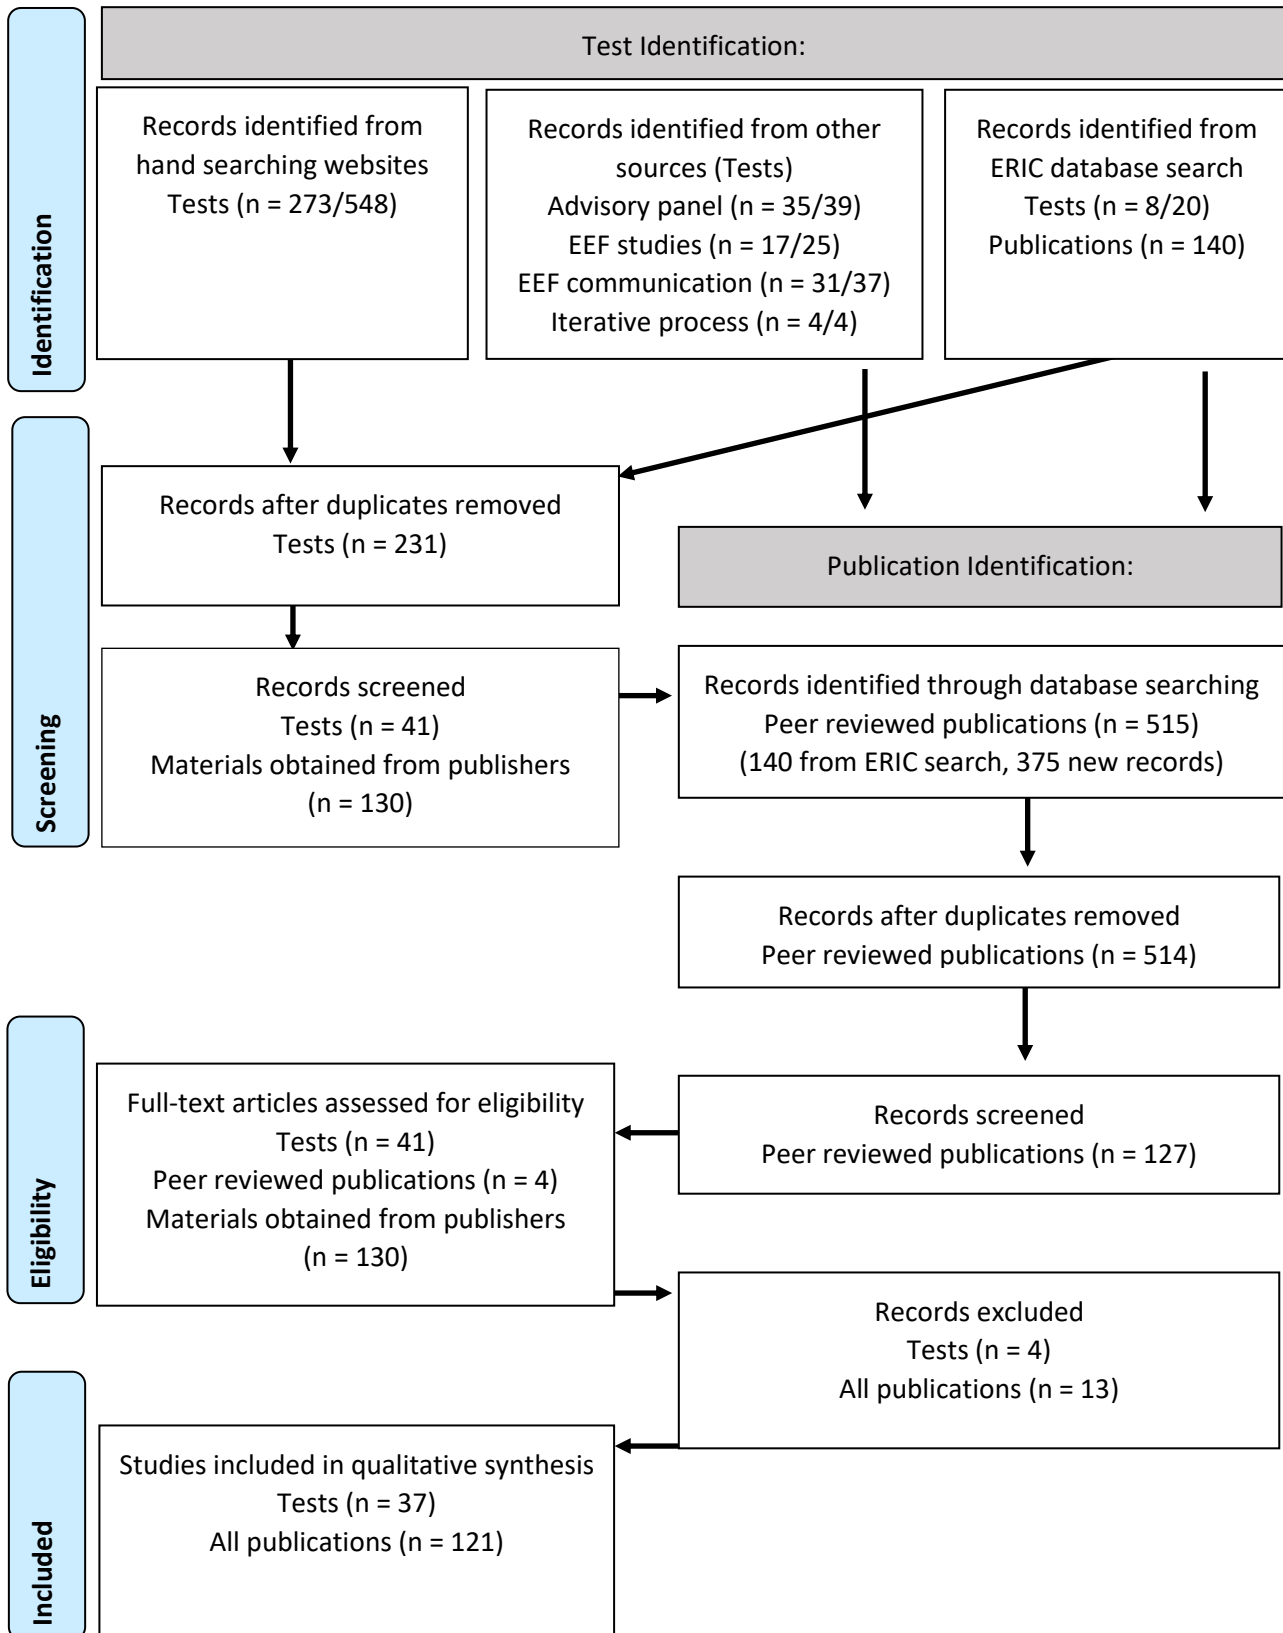 Identification
Test Identification:
Records identified from
hand searching websites
Tests (n = 273/548)
Records identified from other
sources (Tests)
Advisory panel (n = 35/39)
EEF studies (n = 17/25)
EEF communication (n = 31/37)
Iterative process (n = 4/4)
Records identified from
ERIC database search
Tests (n = 8/20)
Publications (n = 140)
Screening
Records after duplicates removed
Tests (n = 231)
Publication Identification:
Records screened
Tests (n = 41)
Materials obtained from publishers
(n = 130)
Records identified through database searching
Peer reviewed publications (n = 515)
(140 from ERIC search, 375 new records)
Records after duplicates removed
Peer reviewed publications (n = 514)
Eligibility
Full-text articles assessed for eligibility
Tests (n = 41)
Peer reviewed publications (n = 4)
Materials obtained from publishers
(n = 130)
Records screened
Peer reviewed publications (n = 127)
Records excluded
Tests (n = 4)
All publications (n = 13)
Included
Studies included in qualitative synthesis
Tests (n = 37)
All publications (n = 121)